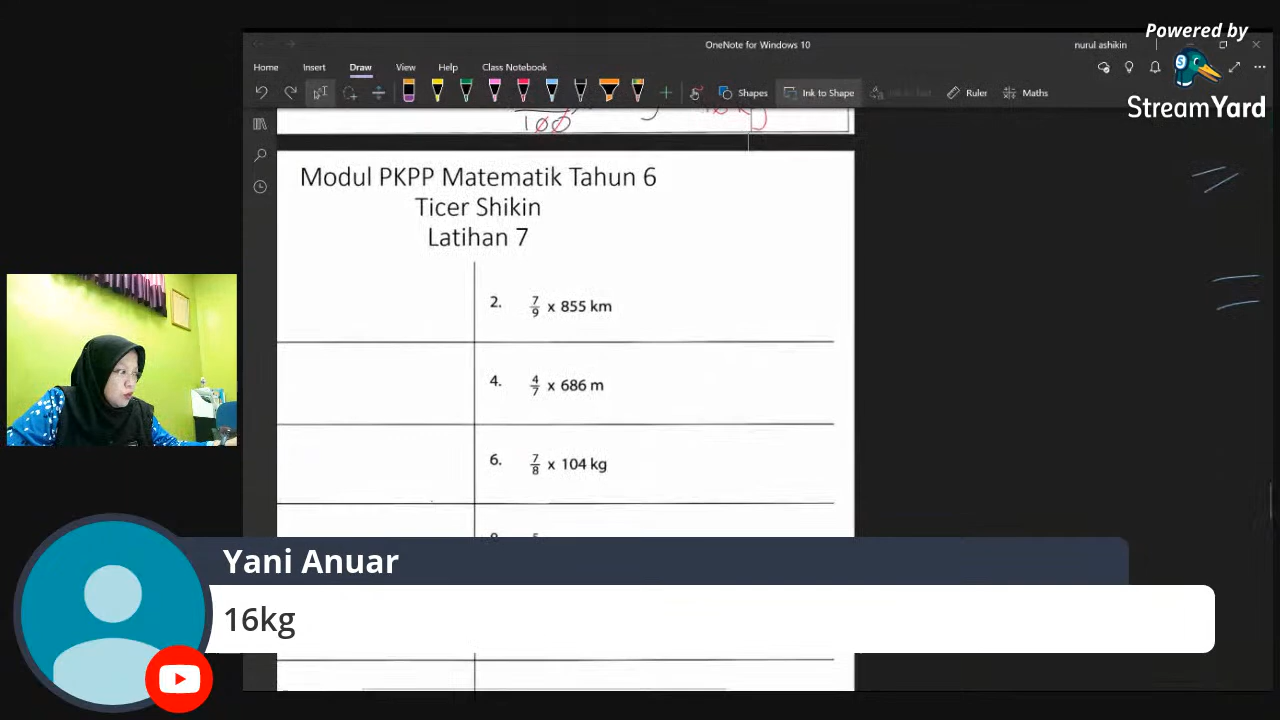 Powered by
StreamYard
OneNote for Windows 10
nurul ashikin
Home Insert Draw View Help Class Notebook
Shapes Ink to Shape Ruler Maths
100
Modul PKPP Matematik Tahun 6
Ticer Shikin
Latihan 7
2. 7/9 x 855 km
4. 4/7 x 686 m
6. 7/8 x 104 kg
Yani Anuar
16kg